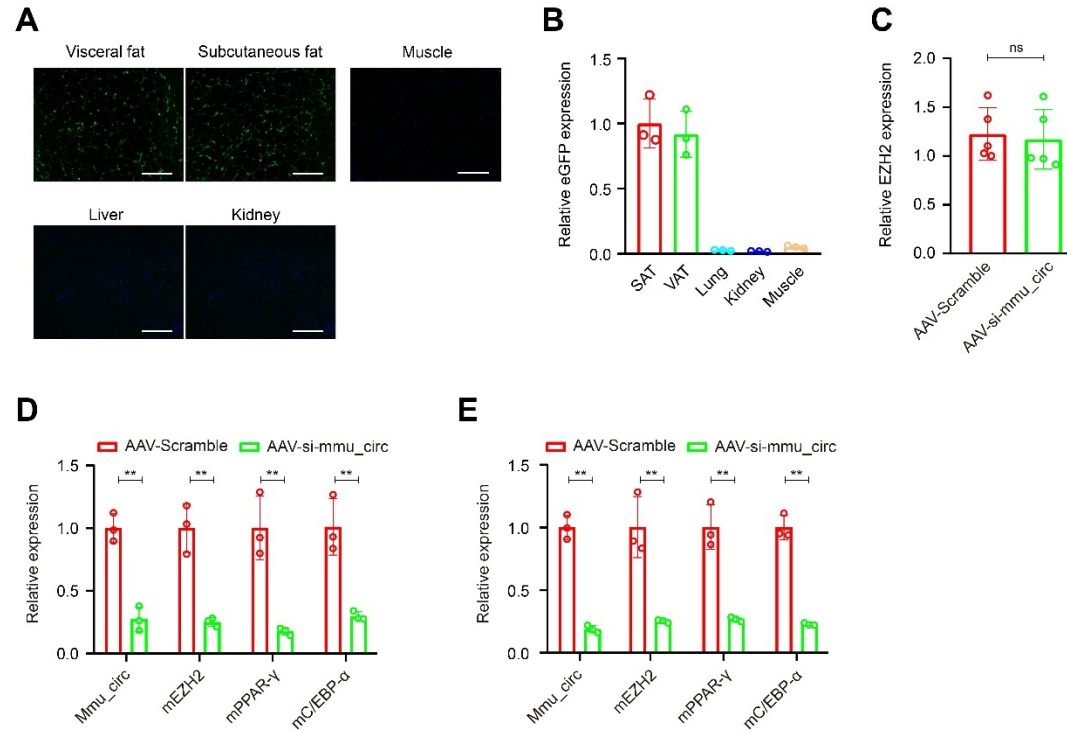 A
Visceral fat
Subcutaneous fat
Muscle
Liver
Kidney
B
Relative eGFP expression
1.5
1.0
0.5
0.0
SAT
VAT
Lung
Kidney
Muscle
C
Relative EZH2 expression
2.0
1.5
1.0
0.5
0.0
ns
AAV-Scramble
AAV-si-mmu_circ
D
AAV-Scramble
AAV-si-mmu_circ
Relative expression
1.5
1.0
0.5
0.0
**
**
**
**
Mmu_circ
mEZH2
mPPAR-γ
mC/EBP-α
E
AAV-Scramble
AAV-si-mmu_circ
Relative expression
1.5
1.0
0.5
0.0
**
**
**
**
Mmu_circ
mEZH2
mPPAR-γ
mC/EBP-α